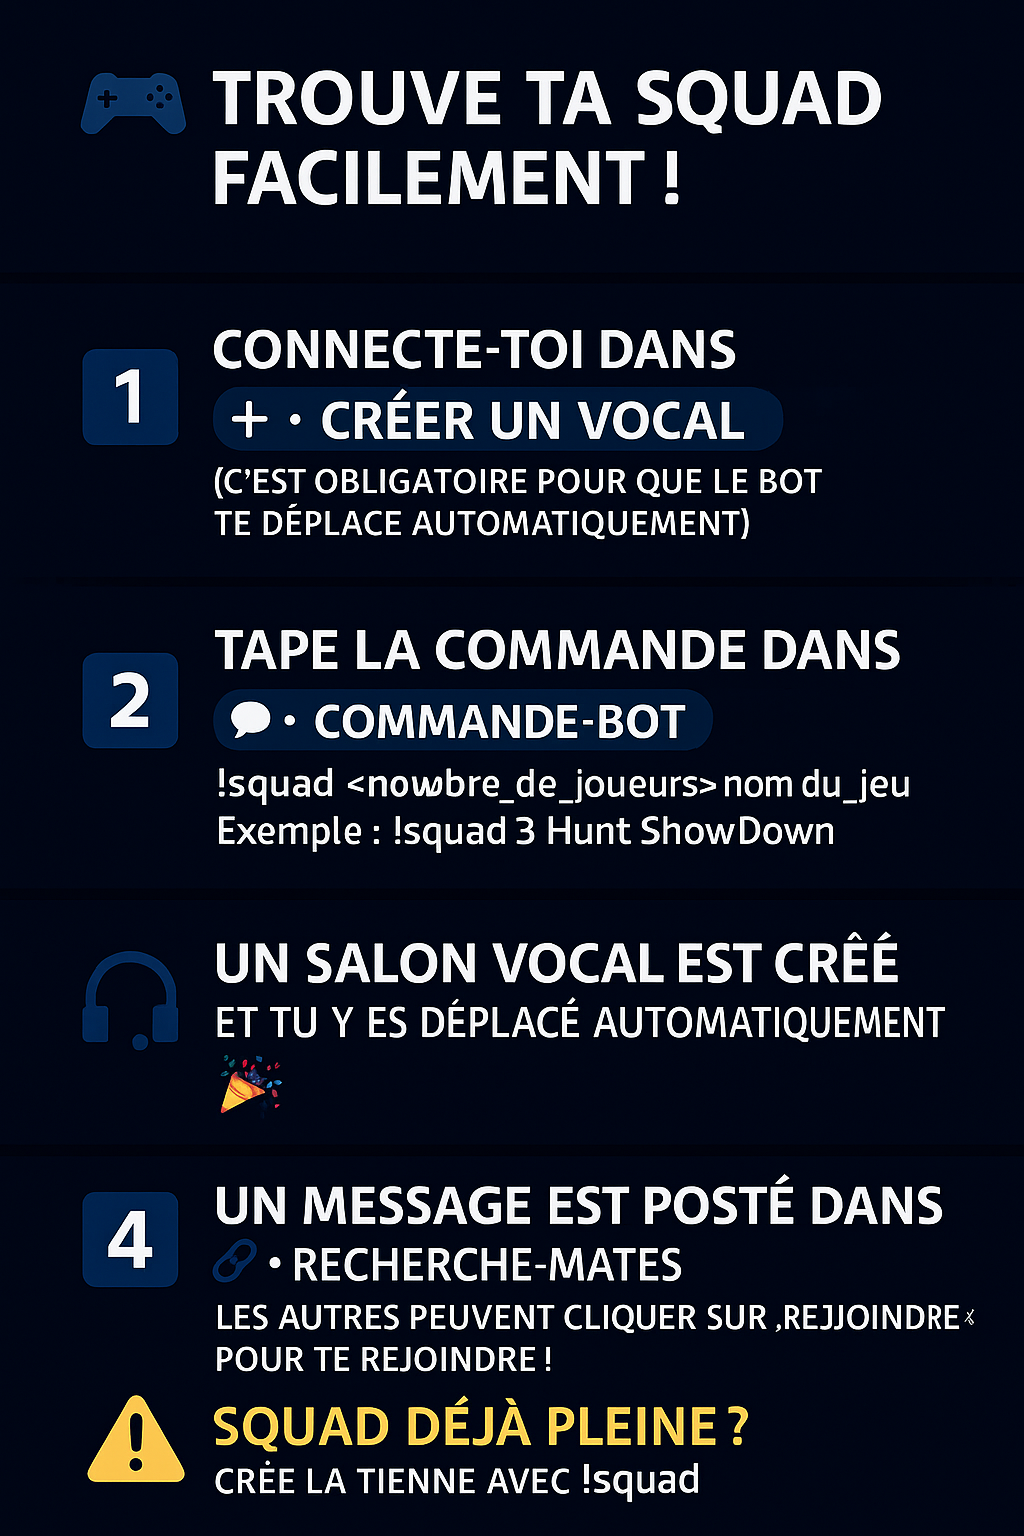 TROUVE TA SQUAD
FACILEMENT !
1
CONNECTE-TOI DANS
+ • CRÉER UN VOCAL
(C'EST OBLIGATOIRE POUR QUE LE BOT
TE DÉPLACE AUTOMATIQUEMENT)
2
TAPE LA COMMANDE DANS
• COMMANDE-BOT
!squad <nowbre_de_joueurs> nom du_jeu
Exemple : !squad 3 Hunt ShowDown
UN SALON VOCAL EST CRÊÉ
ET TU Y ES DÉPLACÉ AUTOMATIQUEMENT
4
UN MESSAGE EST POSTÉ DANS
• RECHERCHE-MATES
LES AUTRES PEUVENT CLIQUER SUR ,REJJOINDRE
POUR TE REJOINDRE !
SQUAD DÉJÀ PLEINE ?
CRĖE LA TIENNE AVEC !squad